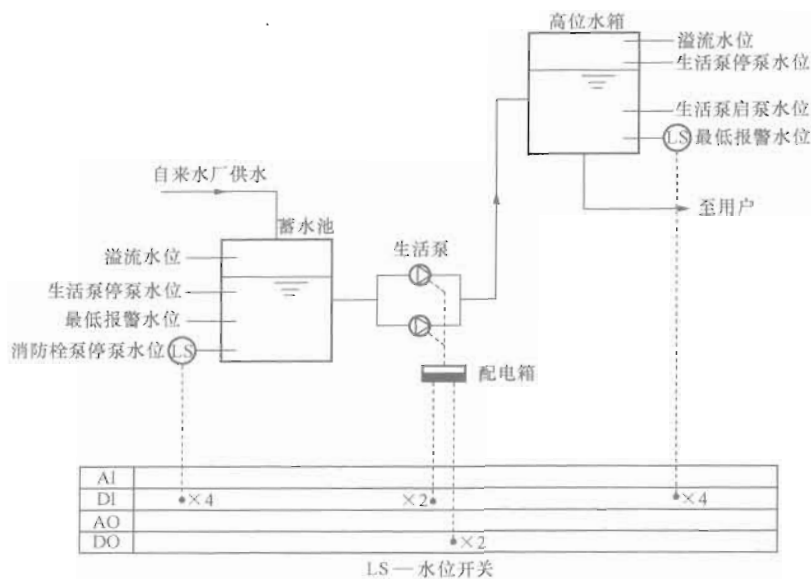 高位水箱
溢流水位
生活泵停泵水位
生活泵启泵水位
LS 最低报警水位
至用户
自来水厂供水
蓄水池
溢流水位
生活泵停泵水位
最低报警水位
消防栓泵停泵水位 LS
生活泵
配电箱
AI
DI ×4 ×2 ×4
AO
DO ×2
LS—水位开关